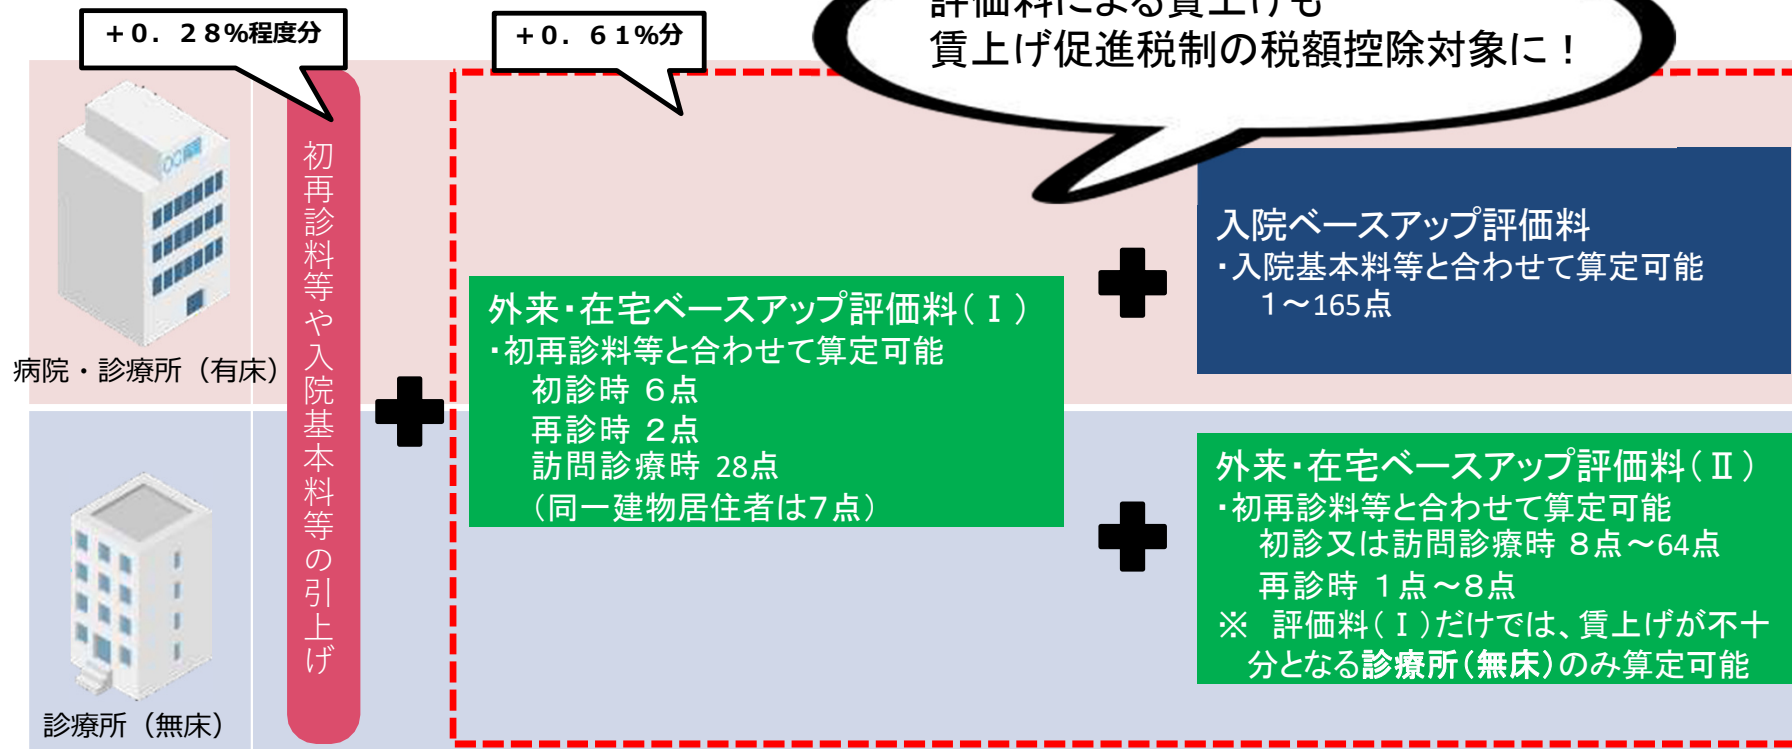 +0.28%程度分
+0.61%分
評価料による賃上げも
賃上げ促進税制の税額控除対象に！
初再診料等や入院基本料等の引上げ
病院・診療所（有床）
診療所（無床）
外来・在宅ベースアップ評価料（Ⅰ）
・初再診料等と合わせて算定可能
初診時 6点
再診時 2点
訪問診療時 28点
（同一建物居住者は7点）
入院ベースアップ評価料
・入院基本料等と合わせて算定可能
1～165点
外来・在宅ベースアップ評価料（Ⅱ）
・初再診料等と合わせて算定可能
初診又は訪問診療時 8点～64点
再診時 1点～8点
※ 評価料（Ⅰ）だけでは、賃上げが不十
分となる診療所（無床）のみ算定可能